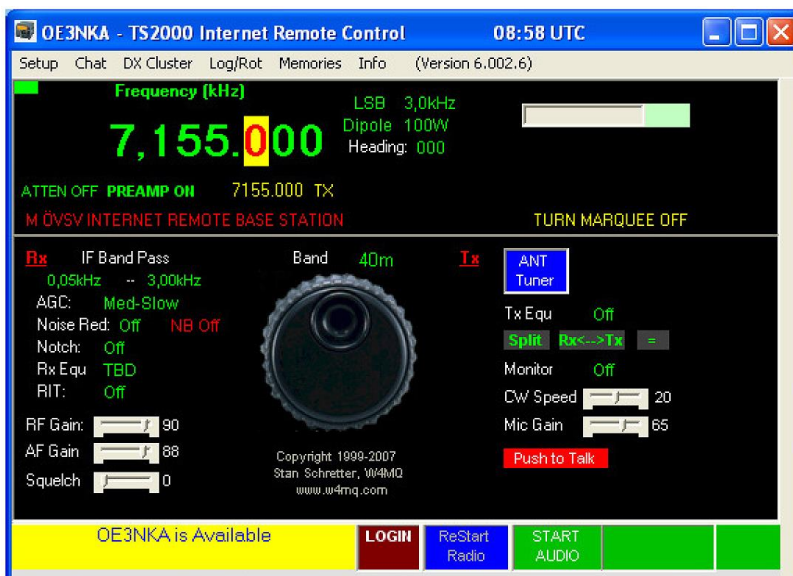 OE3NKA - TS2000 Internet Remote Control 08:58 UTC
Setup Chat DX Cluster Log/Rot Memories Info (Version 6.002.6)
Frequency (kHz)
7,155.000
LSB 3,0kHz
Dipole 100W
Heading: 000
ATTEN OFF PREAMP ON 7155.000 TX
M ÖVSV INTERNET REMOTE BASE STATION TURN MARQUEE OFF
Rx IF Band Pass
0,05kHz -- 3,00kHz
AGC: Med-Slow
Noise Red: Off NB Off
Notch: Off
Rx Equ TBD
RIT: Off
RF Gain: 90
AF Gain 88
Squelch 0
Band 40m
Copyright 1999-2007
Stan Schretter, W4MQ
www.w4mq.com
Tx ANT
Tuner
Tx Equ Off
Split Rx<-->Tx =
Monitor Off
CW Speed 20
Mic Gain 65
Push to Talk
OE3NKA is Available
LOGIN
ReStart
Radio
START
AUDIO